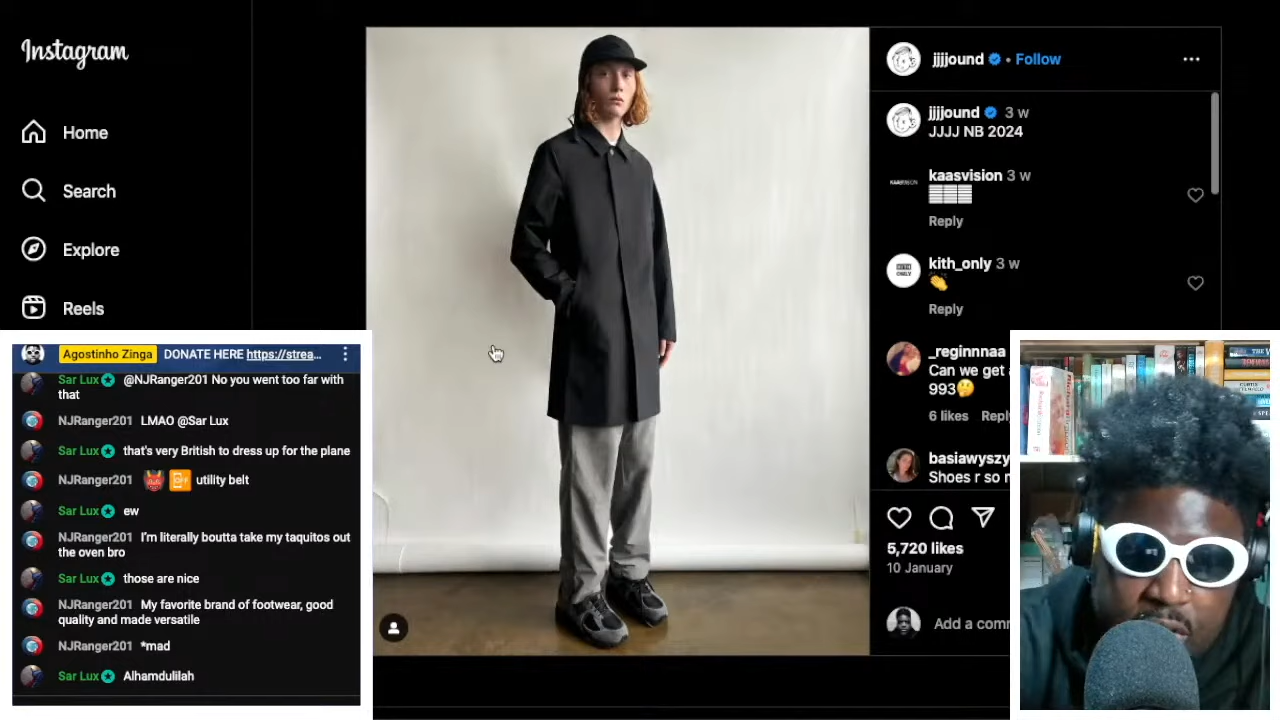 Instagram
Home
Search
Explore
Reels
jjjjound • Follow
jjjjound 3 w
JJJJ NB 2024
kaasvision 3 w
Reply
kith_only 3 w
👏
Reply
_reginnnaa
Can we get a
993🤔
6 likes Reply
basiawyszy
Shoes r so n
5,720 likes
10 January
Add a comm
Agostinho Zinga DONATE HERE https://strea...
Sar Lux @NJRanger201 No you went too far with
that
NJRanger201 LMAO @Sar Lux
Sar Lux that's very British to dress up for the plane
NJRanger201 utility belt
Sar Lux ew
NJRanger201 I'm literally boutta take my taquitos out
the oven bro
Sar Lux those are nice
NJRanger201 My favorite brand of footwear, good
quality and made versatile
NJRanger201 *mad
Sar Lux Alhamdulilah